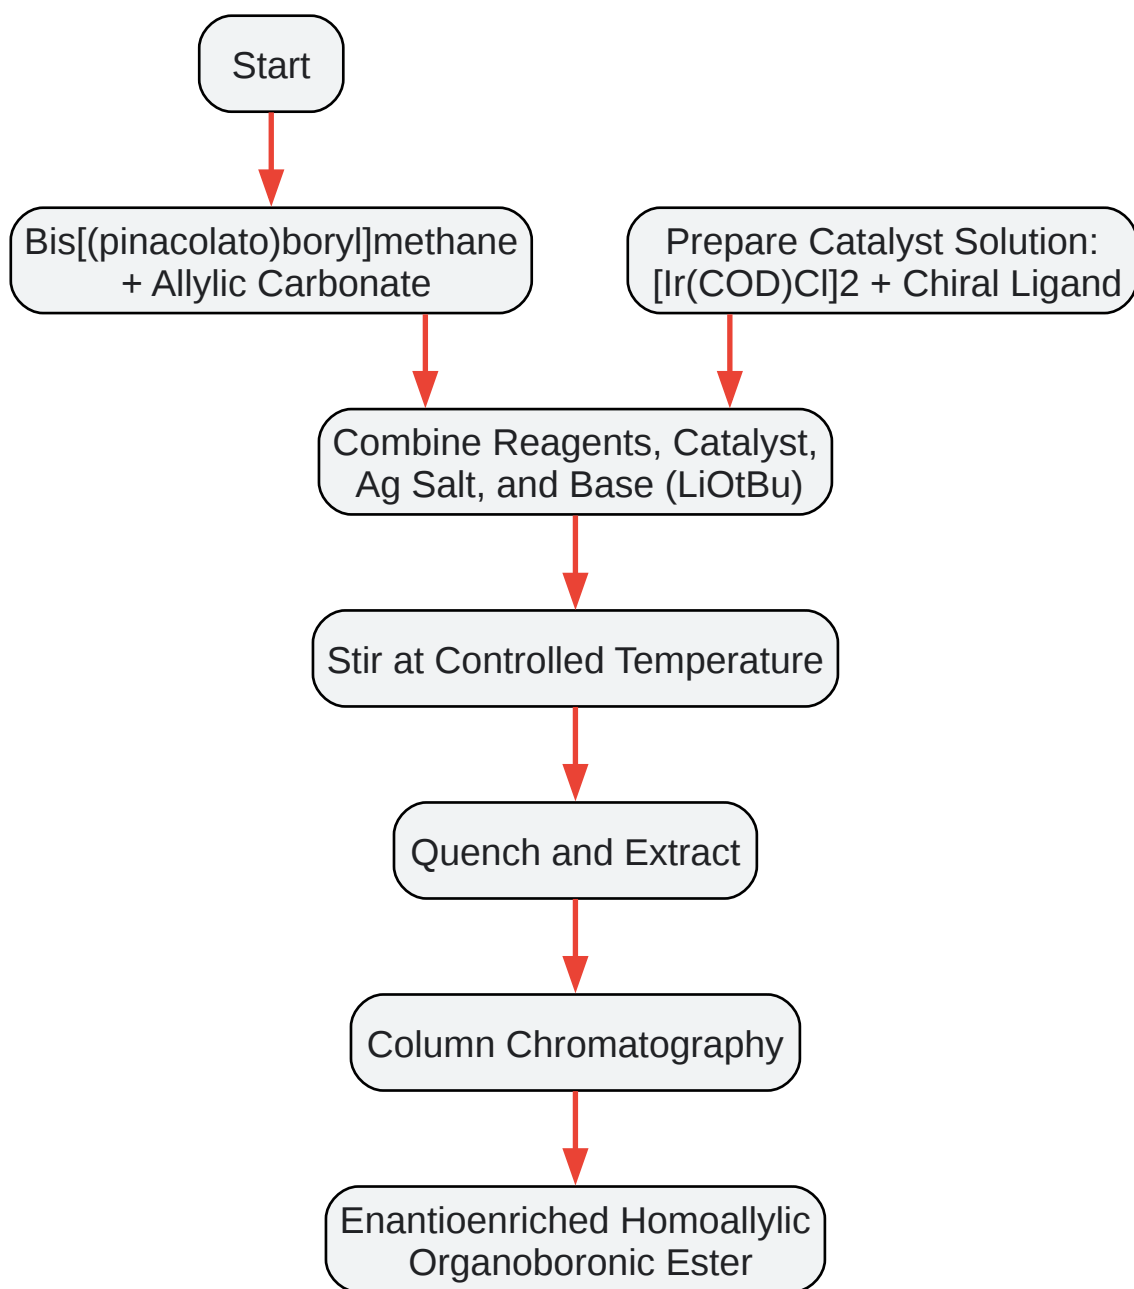 Start
Bis[(pinacolato)boryl]methane
+ Allylic Carbonate
Prepare Catalyst Solution:
[Ir(COD)Cl]2 + Chiral Ligand
Combine Reagents, Catalyst,
Ag Salt, and Base (LiOtBu)
Stir at Controlled Temperature
Quench and Extract
Column Chromatography
Enantioenriched Homoallylic
Organoboronic Ester